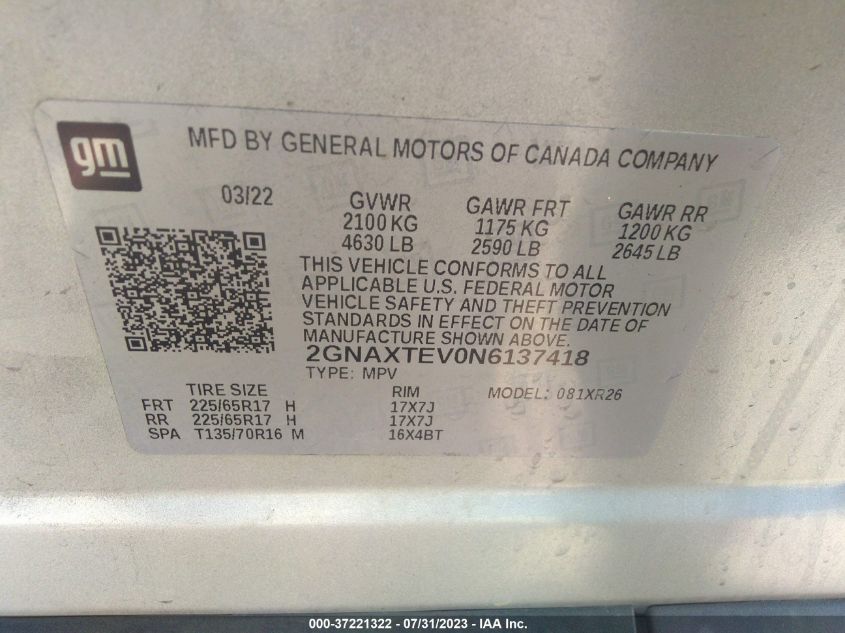 gm
MFD BY GENERAL MOTORS OF CANADA COMPANY
03/22
GVWR GAWR FRT GAWR RR
2100 KG 1175 KG 1200 KG
4630 LB 2590 LB 2645 LB
THIS VEHICLE CONFORMS TO ALL
APPLICABLE U.S. FEDERAL MOTOR
VEHICLE SAFETY AND THEFT PREVENTION
STANDARDS IN EFFECT ON THE DATE OF
MANUFACTURE SHOWN ABOVE.
2GNAXTEV0N6137418
TYPE: MPV MODEL: 081XR26
TIRE SIZE RIM
FRT 225/65R17 H 17X7J
RR 225/65R17 H 17X7J
SPA T135/70R16 M 16X4BT
000-37221322 - 07/31/2023 - IAA Inc.